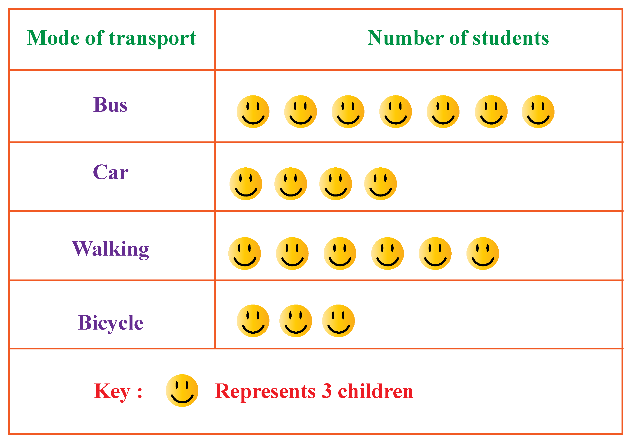 Mode of transport Number of students
Bus
Car
Walking
Bicycle
Key : Represents 3 children